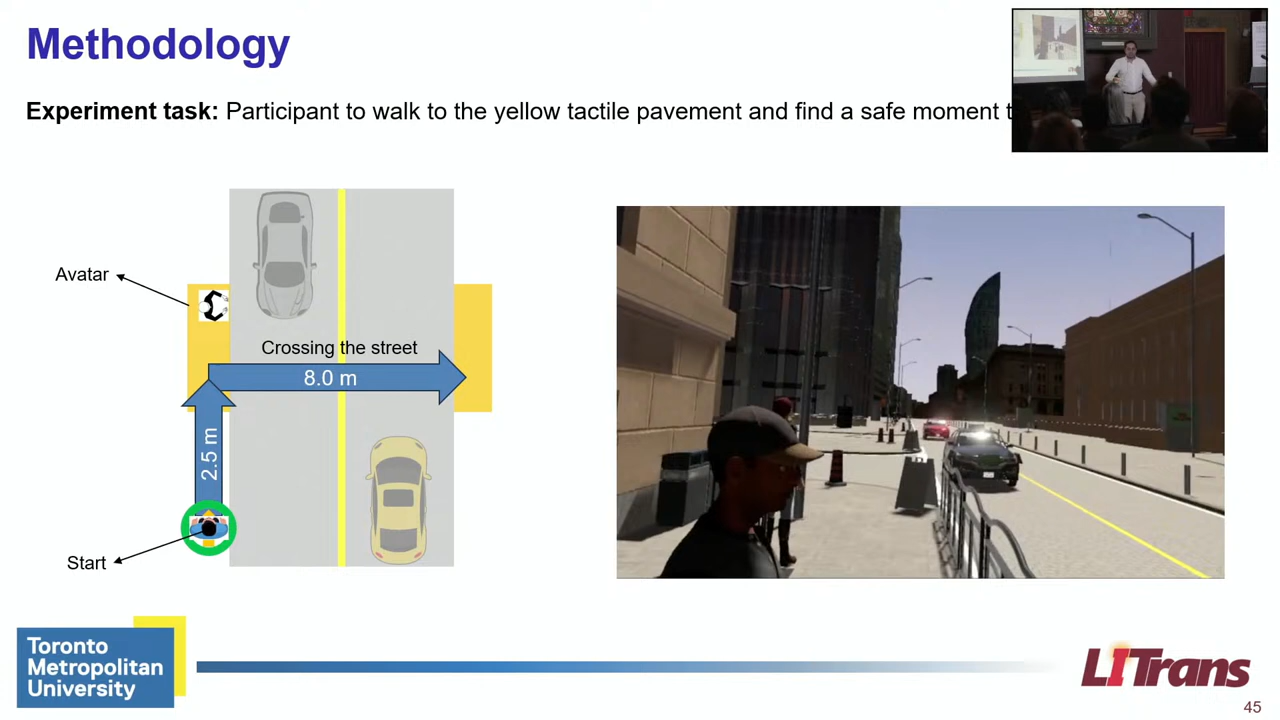 Methodology
Experiment task: Participant to walk to the yellow tactile pavement and find a safe moment
Avatar
Crossing the street
8.0 m
2.5 m
Start
Toronto
Metropolitan
University
LITrans
45